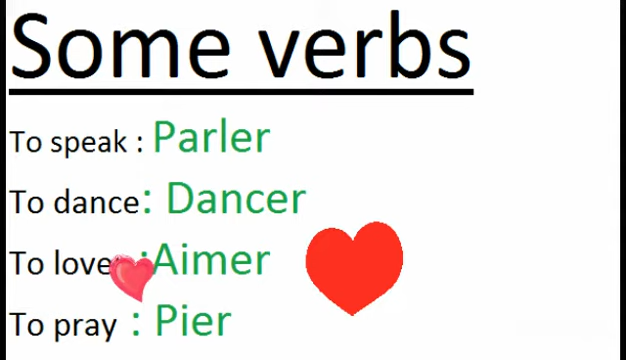 Some verbs
To speak : Parler
To dance: Dancer
To love :Aimer
To pray : Pier